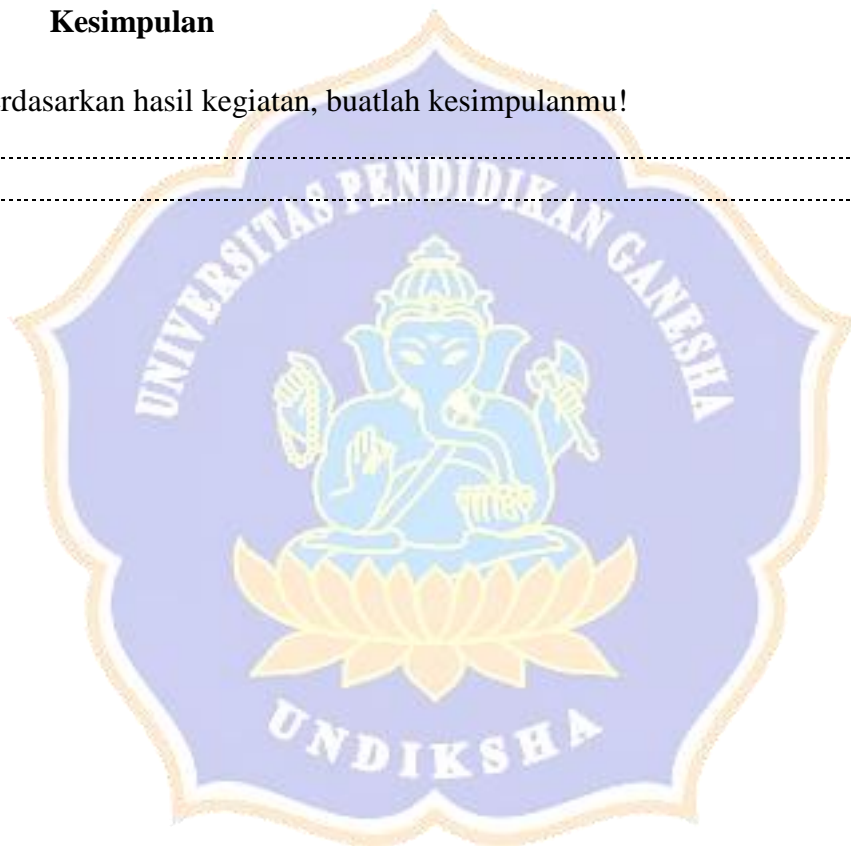 Kesimpulan
rdasarkan hasil kegiatan, buatlah kesimpulanmu!
UNIVERSITAS PENDIDIKAN GANESHA
UNDIKSHA